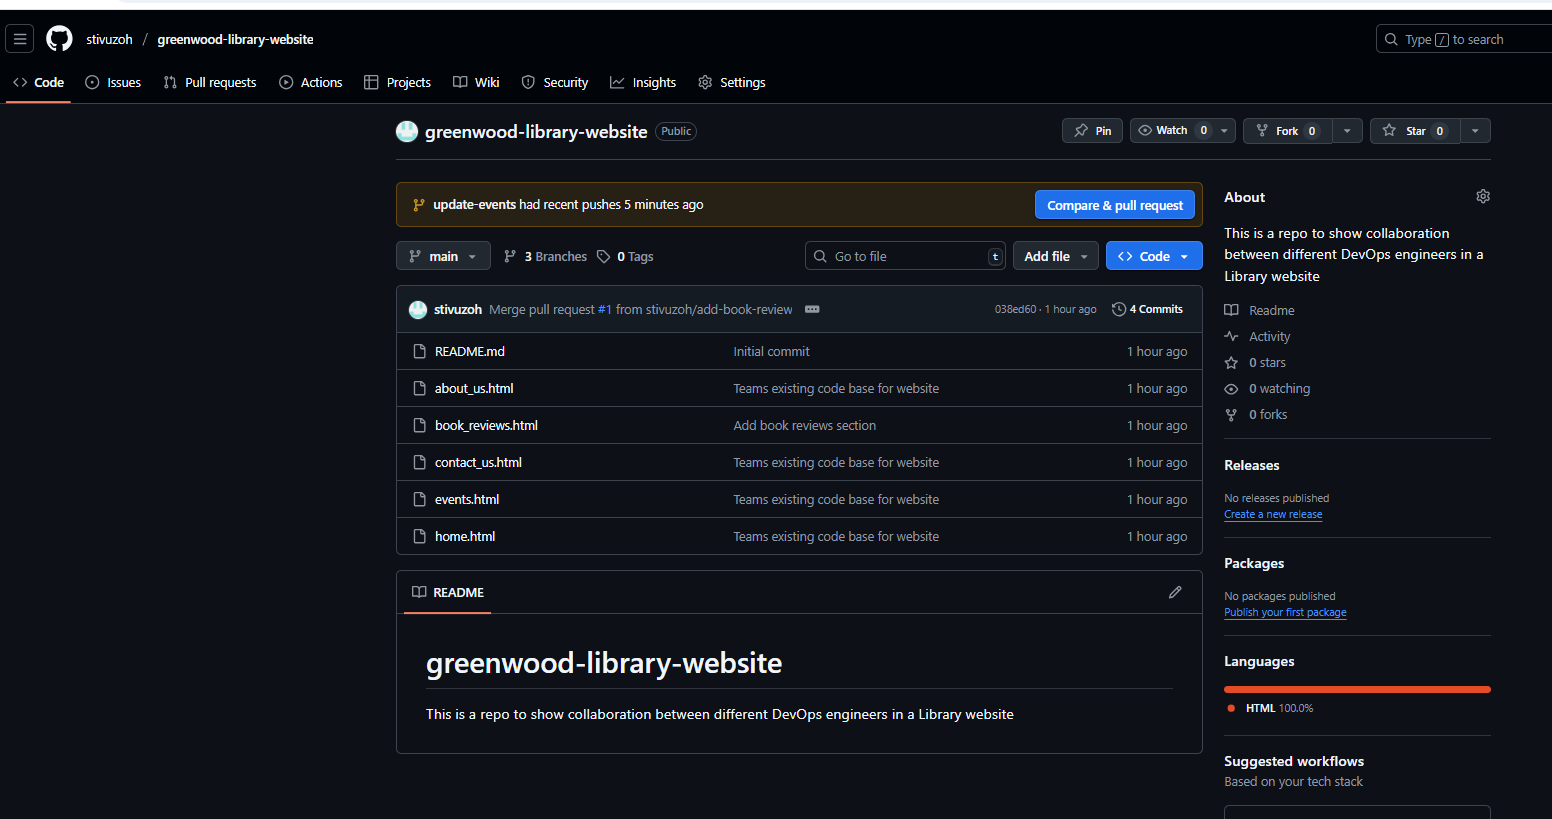 stivuzoh / greenwood-library-website
Type / to search
Code Issues Pull requests Actions Projects Wiki Security Insights Settings
greenwood-library-website Public
Pin Watch 0 Fork 0 Star 0
update-events had recent pushes 5 minutes ago
Compare & pull request
main 3 Branches 0 Tags
Go to file t
Add file
Code
stivuzoh Merge pull request #1 from stivuzoh/add-book-review
038ed60 · 1 hour ago
4 Commits
README.md Initial commit 1 hour ago
about_us.html Teams existing code base for website 1 hour ago
book_reviews.html Add book reviews section 1 hour ago
contact_us.html Teams existing code base for website 1 hour ago
events.html Teams existing code base for website 1 hour ago
home.html Teams existing code base for website 1 hour ago
README
greenwood-library-website
This is a repo to show collaboration between different DevOps engineers in a Library website
About
This is a repo to show collaboration
between different DevOps engineers in a
Library website
Readme
Activity
0 stars
0 watching
0 forks
Releases
No releases published
Create a new release
Packages
No packages published
Publish your first package
Languages
HTML 100.0%
Suggested workflows
Based on your tech stack